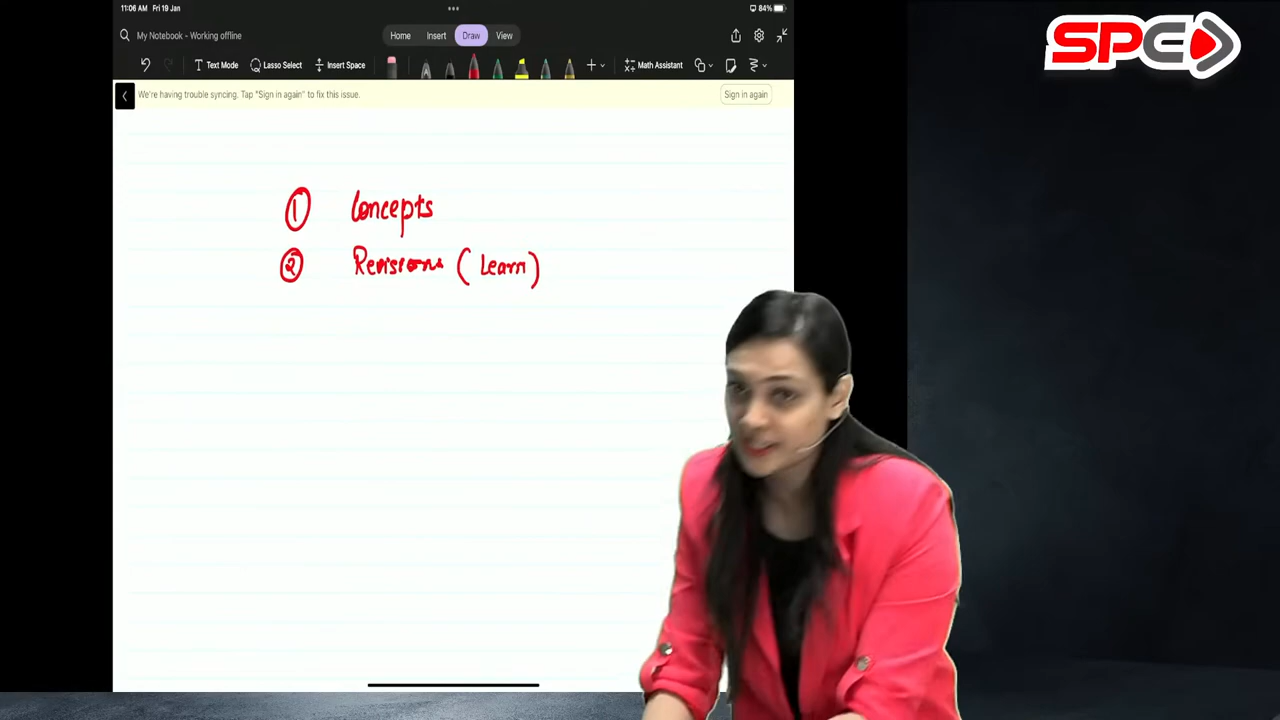 11:06 AM Fri 19 Jan
84%
My Notebook - Working offline
Home Insert Draw View
Text Mode Lasso Select Insert Space Math Assistant
We're having trouble syncing. Tap "Sign in again" to fix this issue.
Sign in again
SPE
① Concepts
② Revisions (Learn)